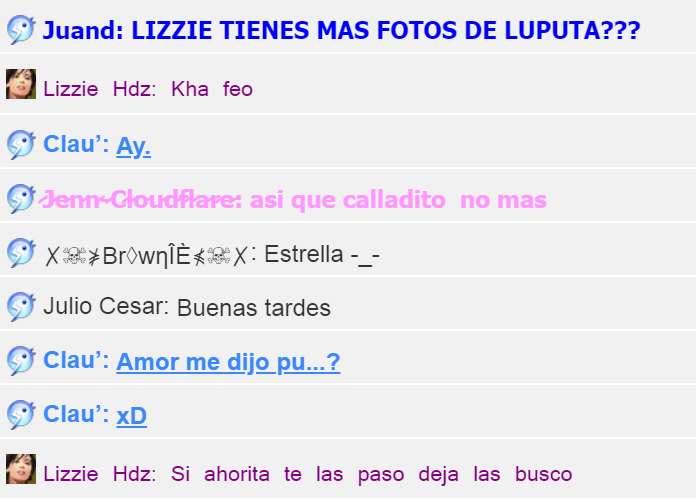 Juand: LIZZIE TIENES MAS FOTOS DE LUPUTA???
Lizzie Hdz: Kha feo
Clau’: Ay.
Jenn-Cloudflare: asi que calladito no mas
╳☠⊁Br◊wηÎÈ⊀☠╳: Estrella -_-
Julio Cesar: Buenas tardes
Clau’: Amor me dijo pu...?
Clau’: xD
Lizzie Hdz: Si ahorita te las paso deja las busco